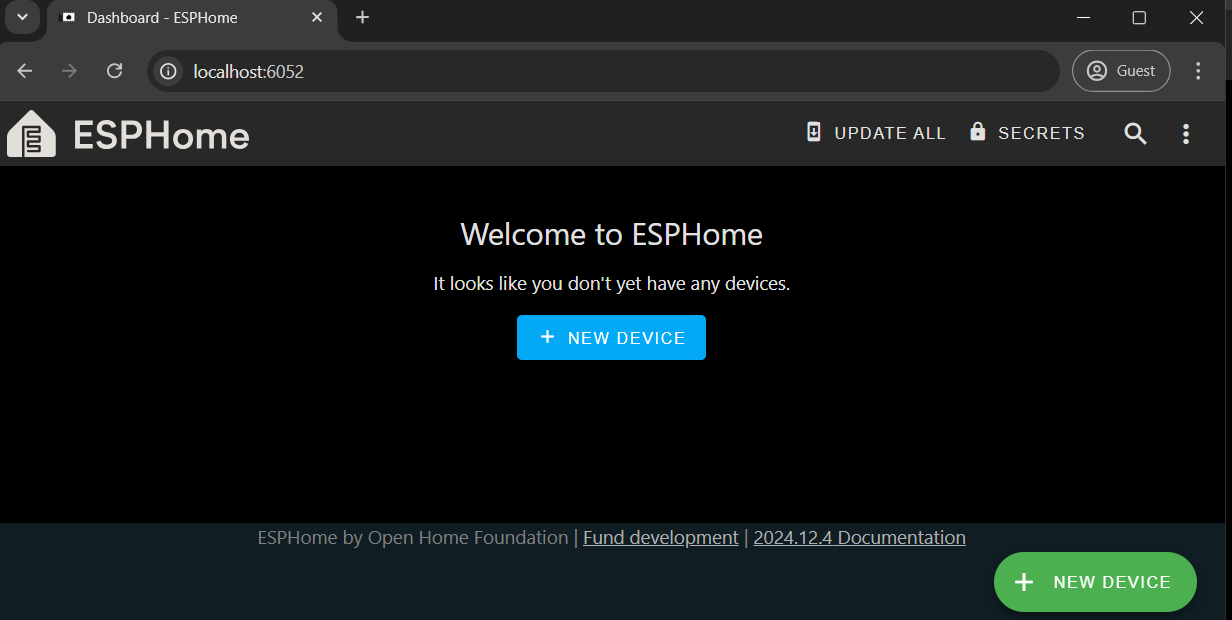 Dashboard - ESPHome
localhost:6052
Guest
ESPHome
UPDATE ALL
SECRETS
Welcome to ESPHome
It looks like you don't yet have any devices.
+ NEW DEVICE
ESPHome by Open Home Foundation | Fund development | 2024.12.4 Documentation
+ NEW DEVICE